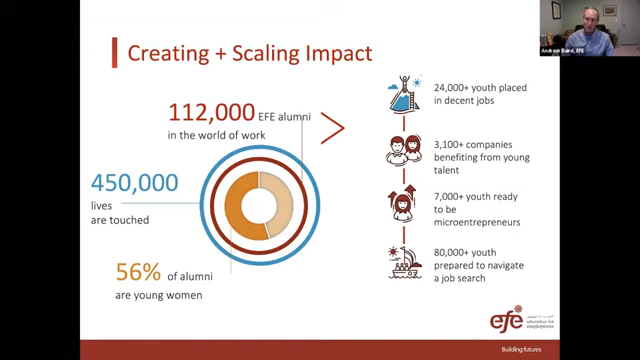 Creating + Scaling Impact
112,000 EFE alumni
in the world of work
450,000
lives
are touched
56% of alumni
are young women
24,000+ youth placed
in decent jobs
3,100+ companies
benefiting from young
talent
7,000+ youth ready
to be
microentrepreneurs
80,000+ youth
prepared to navigate
a job search
efe
education for
employment
Building futures
Andrew Baird, EFE